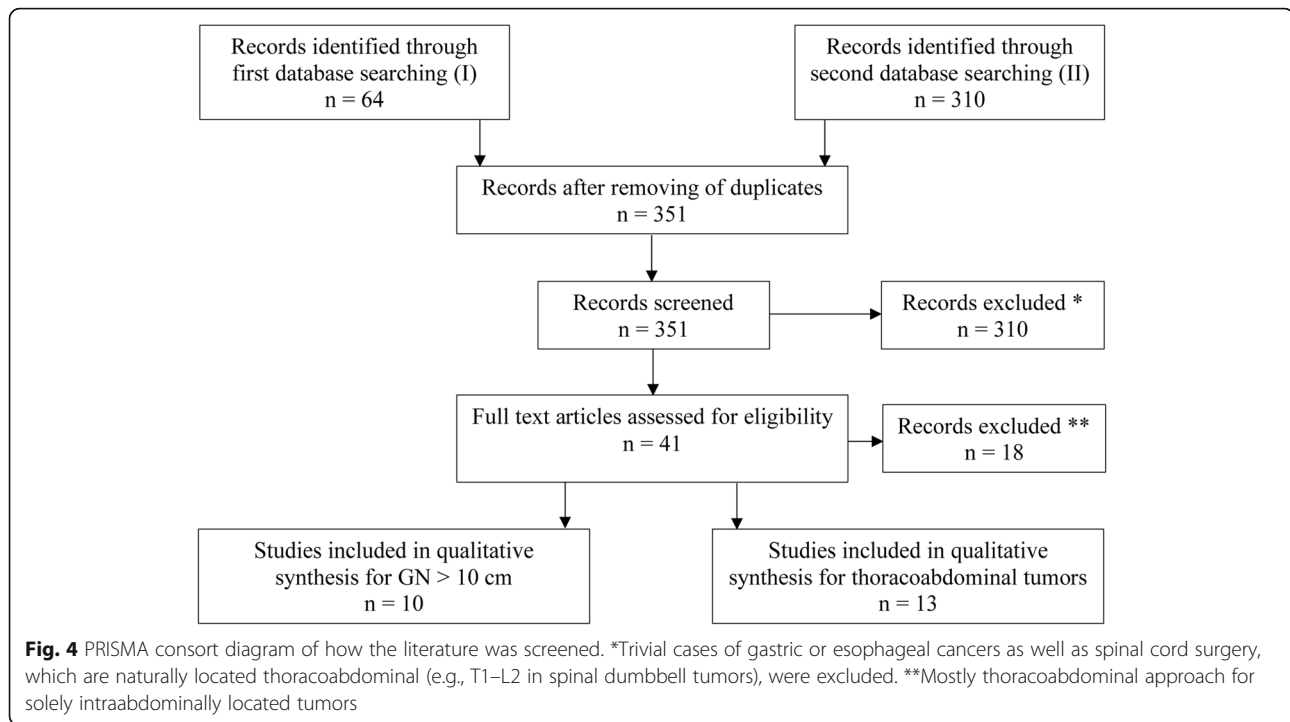 Records identified through
first database searching (I)
n = 64
Records identified through
second database searching (II)
n = 310
Records after removing of duplicates
n = 351
Records screened
n = 351
Records excluded *
n = 310
Full text articles assessed for eligibility
n = 41
Records excluded **
n = 18
Studies included in qualitative
synthesis for GN > 10 cm
n = 10
Studies included in qualitative
synthesis for thoracoabdominal tumors
n = 13
Fig. 4 PRISMA consort diagram of how the literature was screened. *Trivial cases of gastric or esophageal cancers as well as spinal cord surgery,
which are naturally located thoracoabdominal (e.g., T1–L2 in spinal dumbbell tumors), were excluded. **Mostly thoracoabdominal approach for
solely intraabdominally located tumors